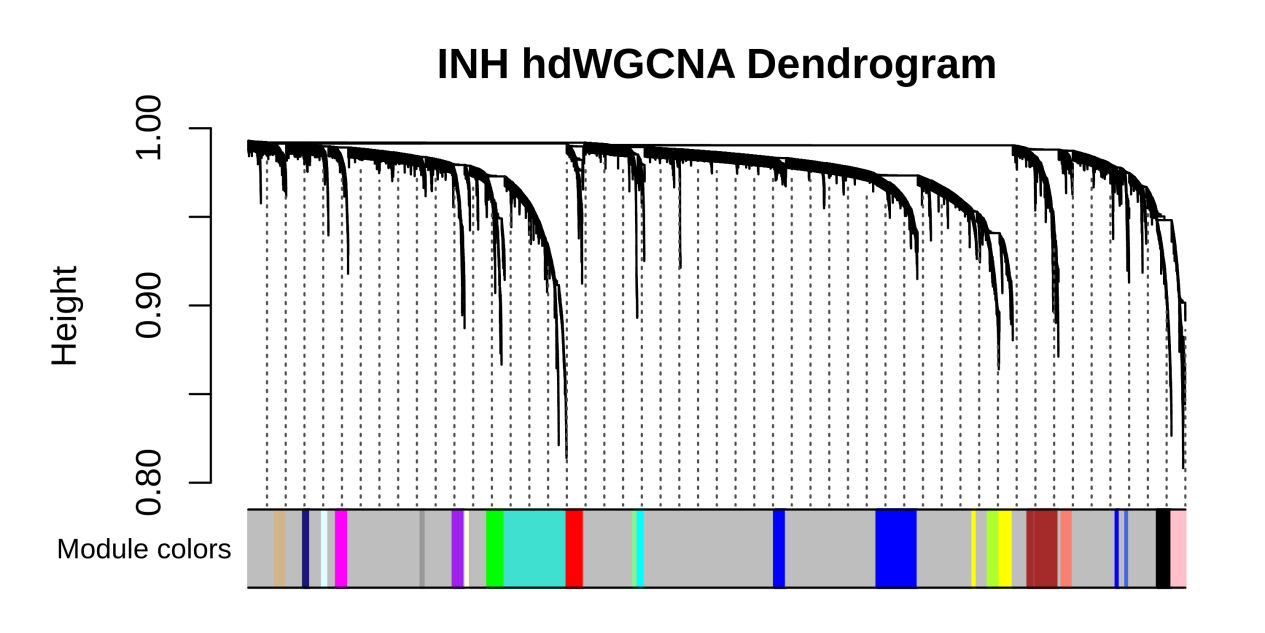 INH hdWGCNA Dendrogram
1.00
0.90
0.80
Height
Module colors